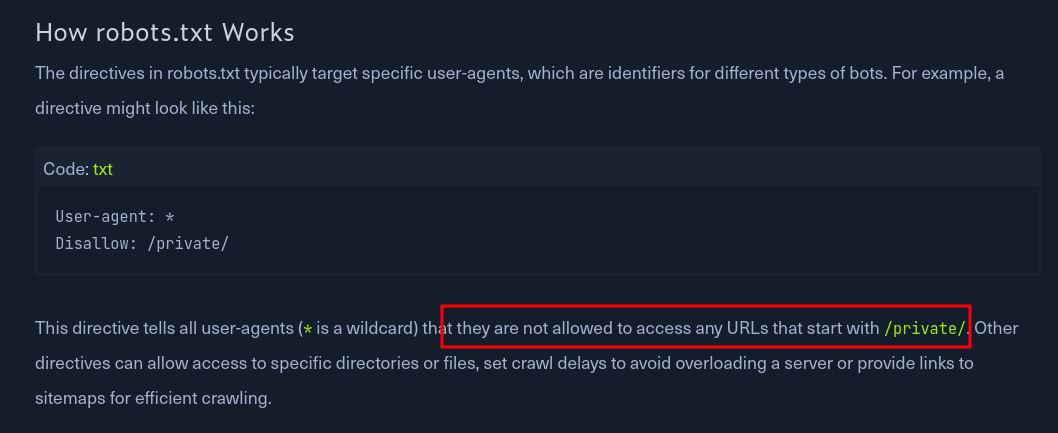 How robots.txt Works
The directives in robots.txt typically target specific user-agents, which are identifiers for different types of bots. For example, a
directive might look like this:
Code: txt
User-agent: *
Disallow: /private/
This directive tells all user-agents (* is a wildcard) that they are not allowed to access any URLs that start with /private/. Other
directives can allow access to specific directories or files, set crawl delays to avoid overloading a server or provide links to
sitemaps for efficient crawling.